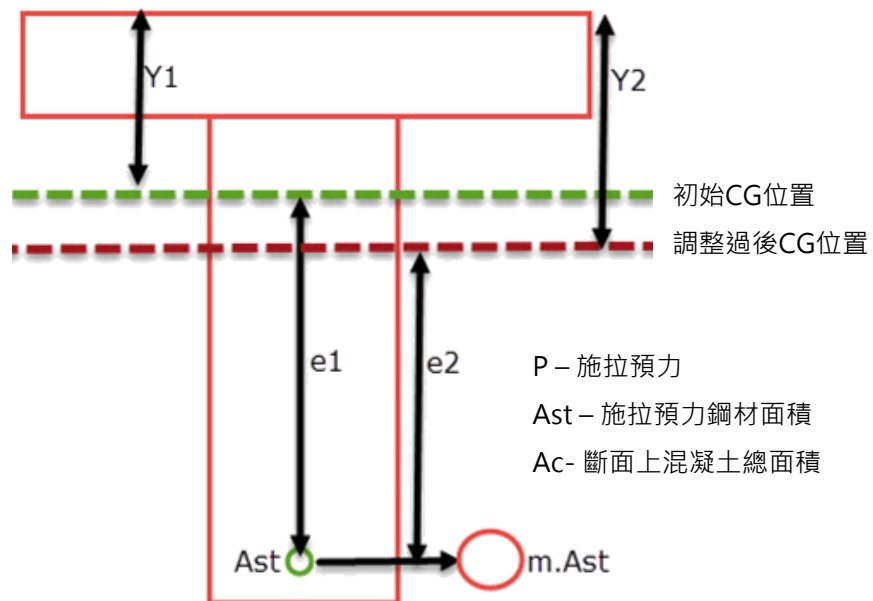 Y1
Y2
初始CG位置
調整過後CG位置
e1
e2
P – 施拉預力
Ast – 施拉預力鋼材面積
Ac- 斷面上混凝土總面積
Ast
m.Ast